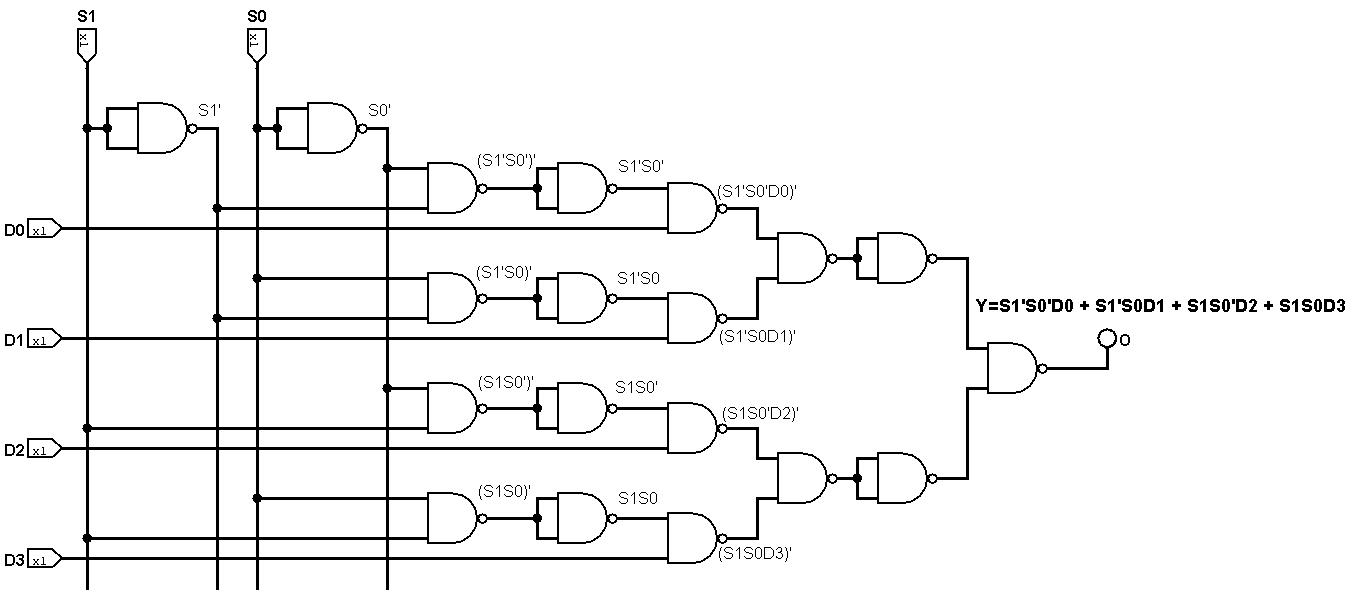 S1
S0
x1
x1
S1'
S0'
(S1'S0')'
S1'S0'
(S1'S0'D0)'
D0
x1
(S1'S0)'
S1'S0
Y=S1'S0'D0 + S1'S0D1 + S1S0'D2 + S1S0D3
D1
x1
(S1'S0D1)'
O
(S1S0')'
S1S0'
(S1S0'D2)'
D2
x1
(S1S0)'
S1S0
(S1S0D3)'
D3
x1